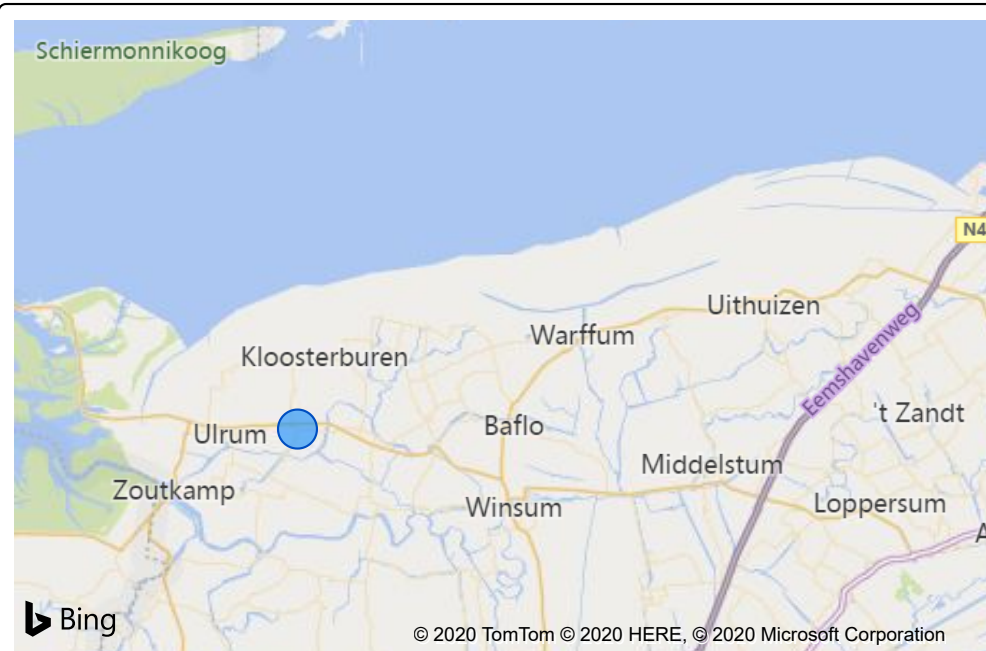 Schiermonnikoog
N4
Uithuizen
Warffum
Kloosterburen
Eemshavenweg
't Zandt
Baflo
Ulrum
Middelstum
Zoutkamp
Loppersum
Winsum
A
Bing
© 2020 TomTom © 2020 HERE, © 2020 Microsoft Corporation